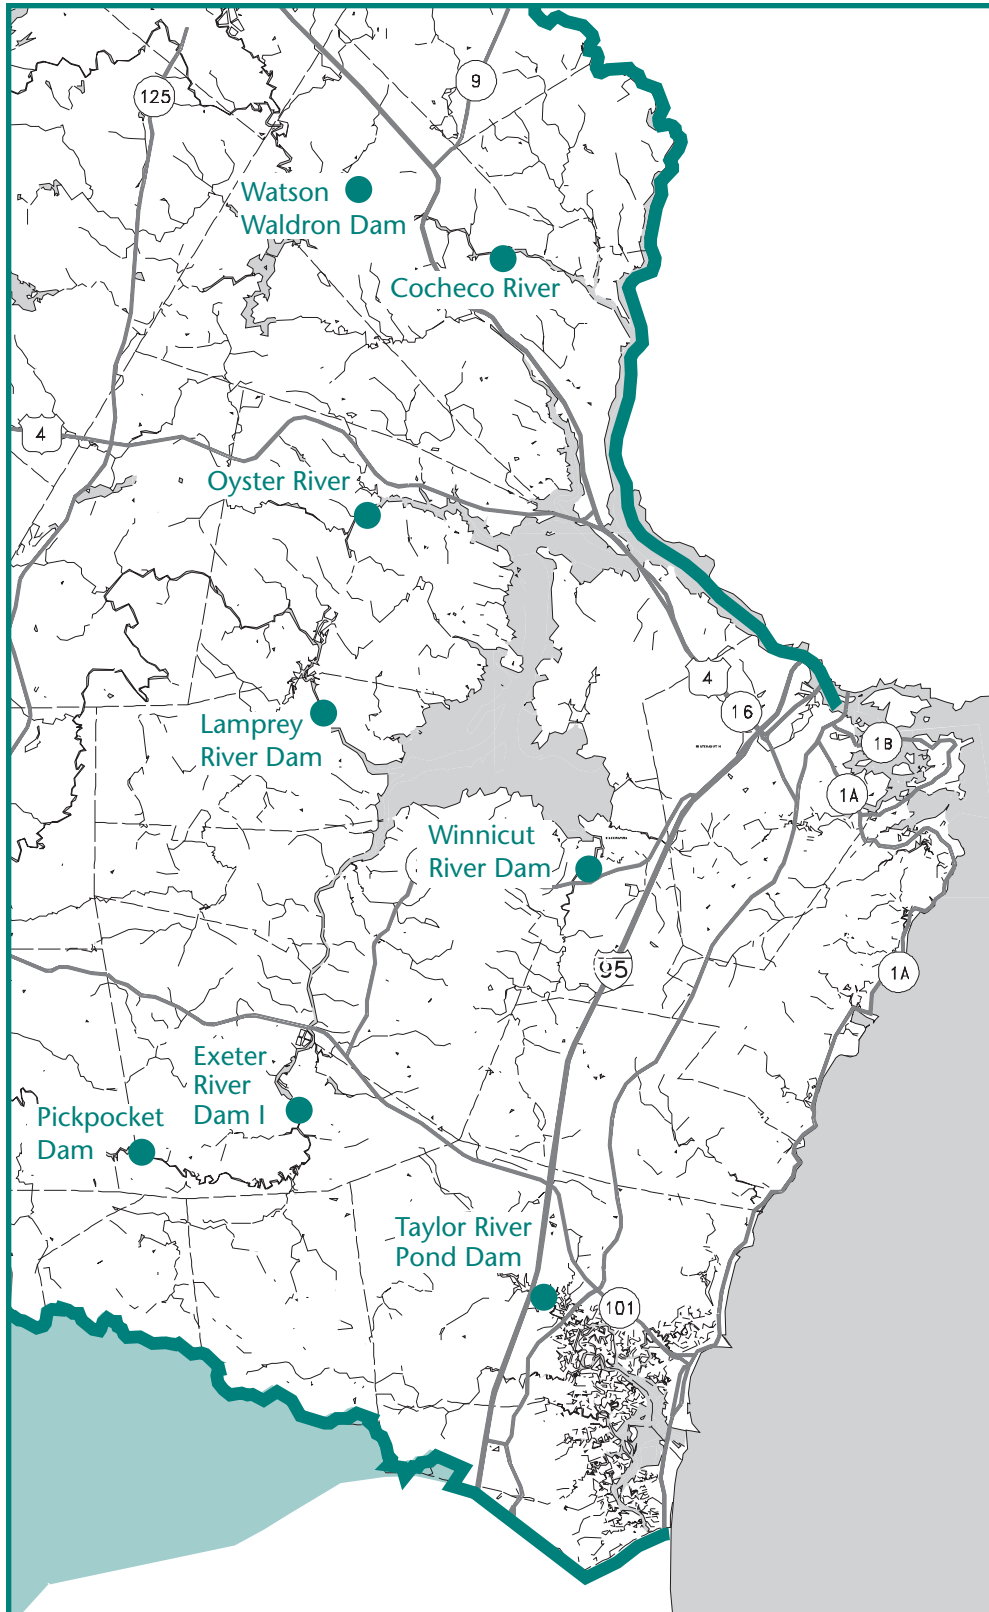 9
125
Watson
Waldron Dam
Cocheco River
4
Oyster River
4
16
Lamprey
River Dam
1B
1A
Winnicut
River Dam
95
1A
Exeter
River
Dam I
Pickpocket
Dam
Taylor River
Pond Dam
101